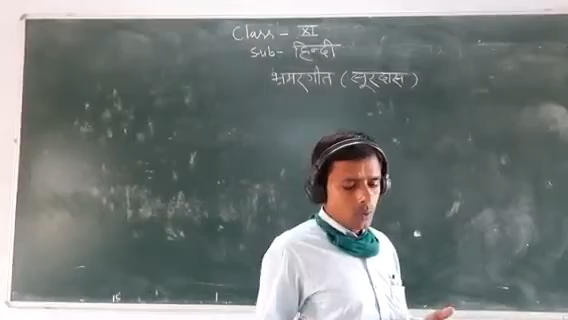 Class - XI
Sub - हिन्दी
भ्रमरगीत (सूरदास)